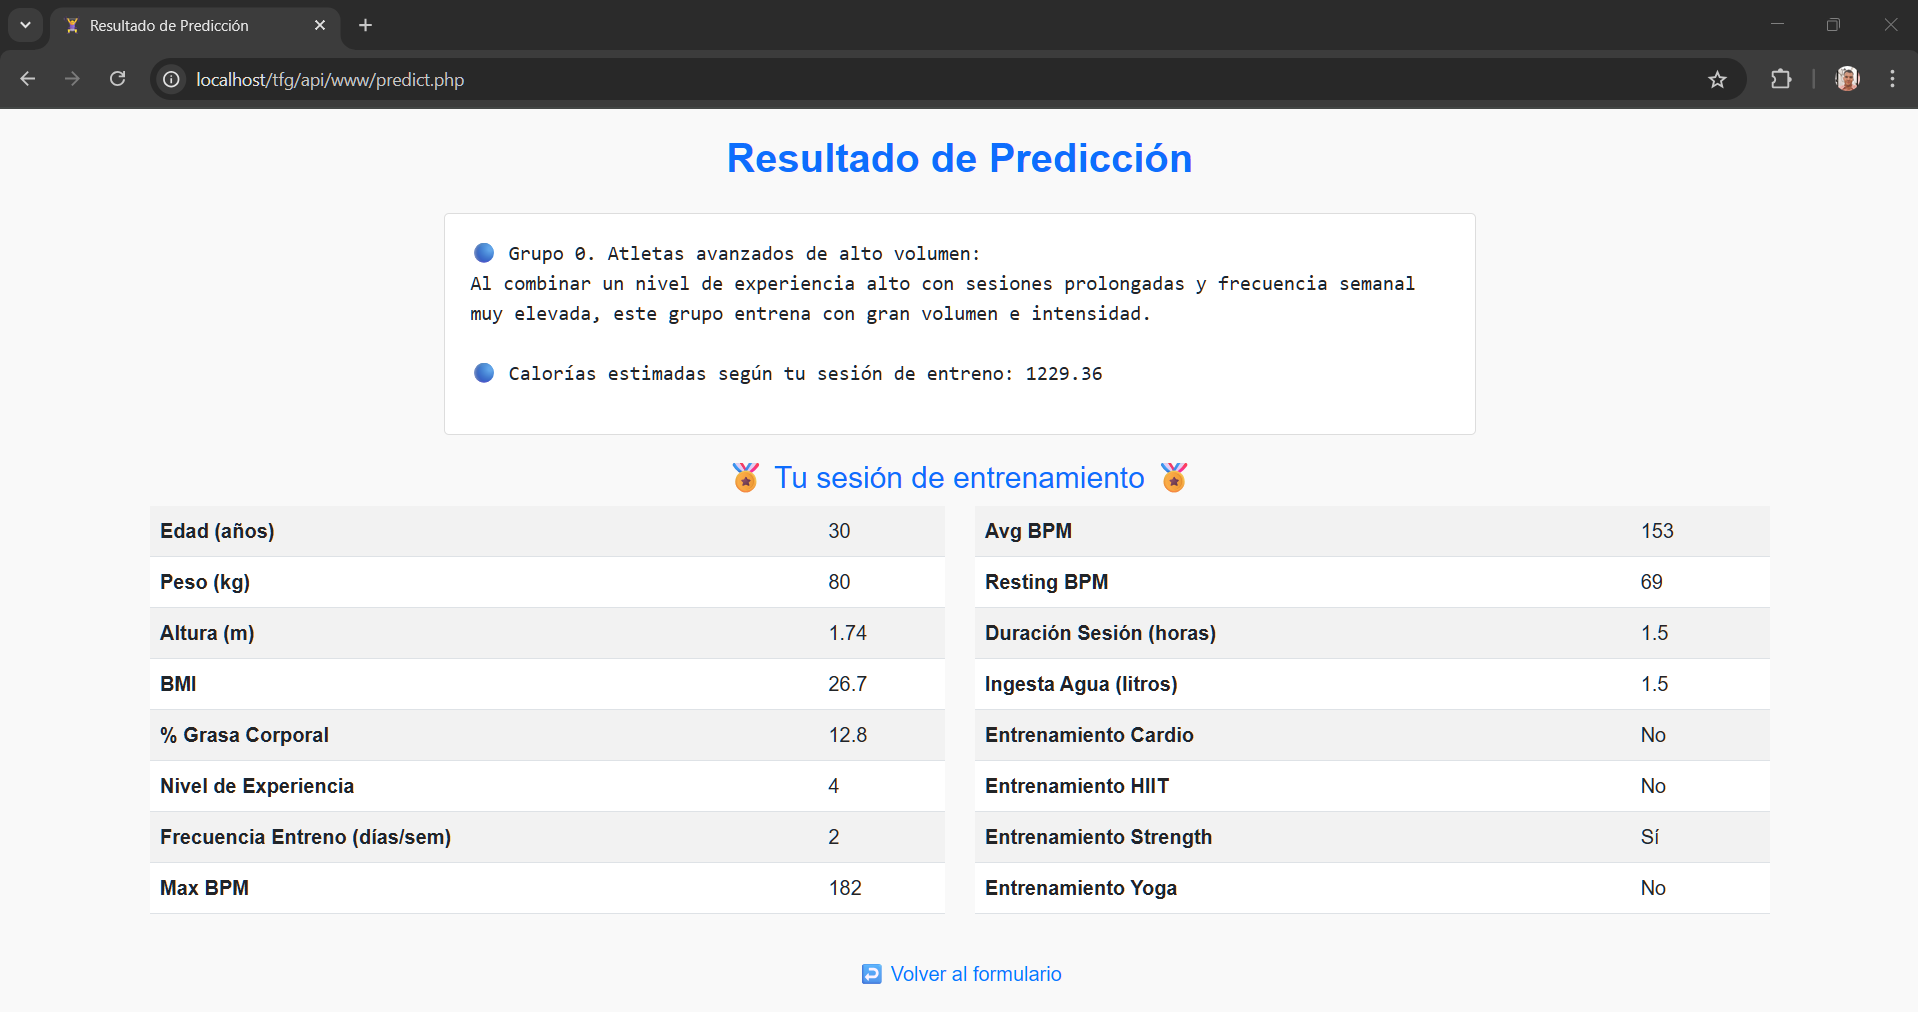 Resultado de Predicción
localhost/tfg/api/www/predict.php
Resultado de Predicción
Grupo 0. Atletas avanzados de alto volumen:
Al combinar un nivel de experiencia alto con sesiones prolongadas y frecuencia semanal
muy elevada, este grupo entrena con gran volumen e intensidad.
Calorías estimadas según tu sesión de entreno: 1229.36
Tu sesión de entrenamiento
Edad (años) 30
Peso (kg) 80
Altura (m) 1.74
BMI 26.7
% Grasa Corporal 12.8
Nivel de Experiencia 4
Frecuencia Entreno (días/sem) 2
Max BPM 182
Avg BPM 153
Resting BPM 69
Duración Sesión (horas) 1.5
Ingesta Agua (litros) 1.5
Entrenamiento Cardio No
Entrenamiento HIIT No
Entrenamiento Strength Sí
Entrenamiento Yoga No
Volver al formulario